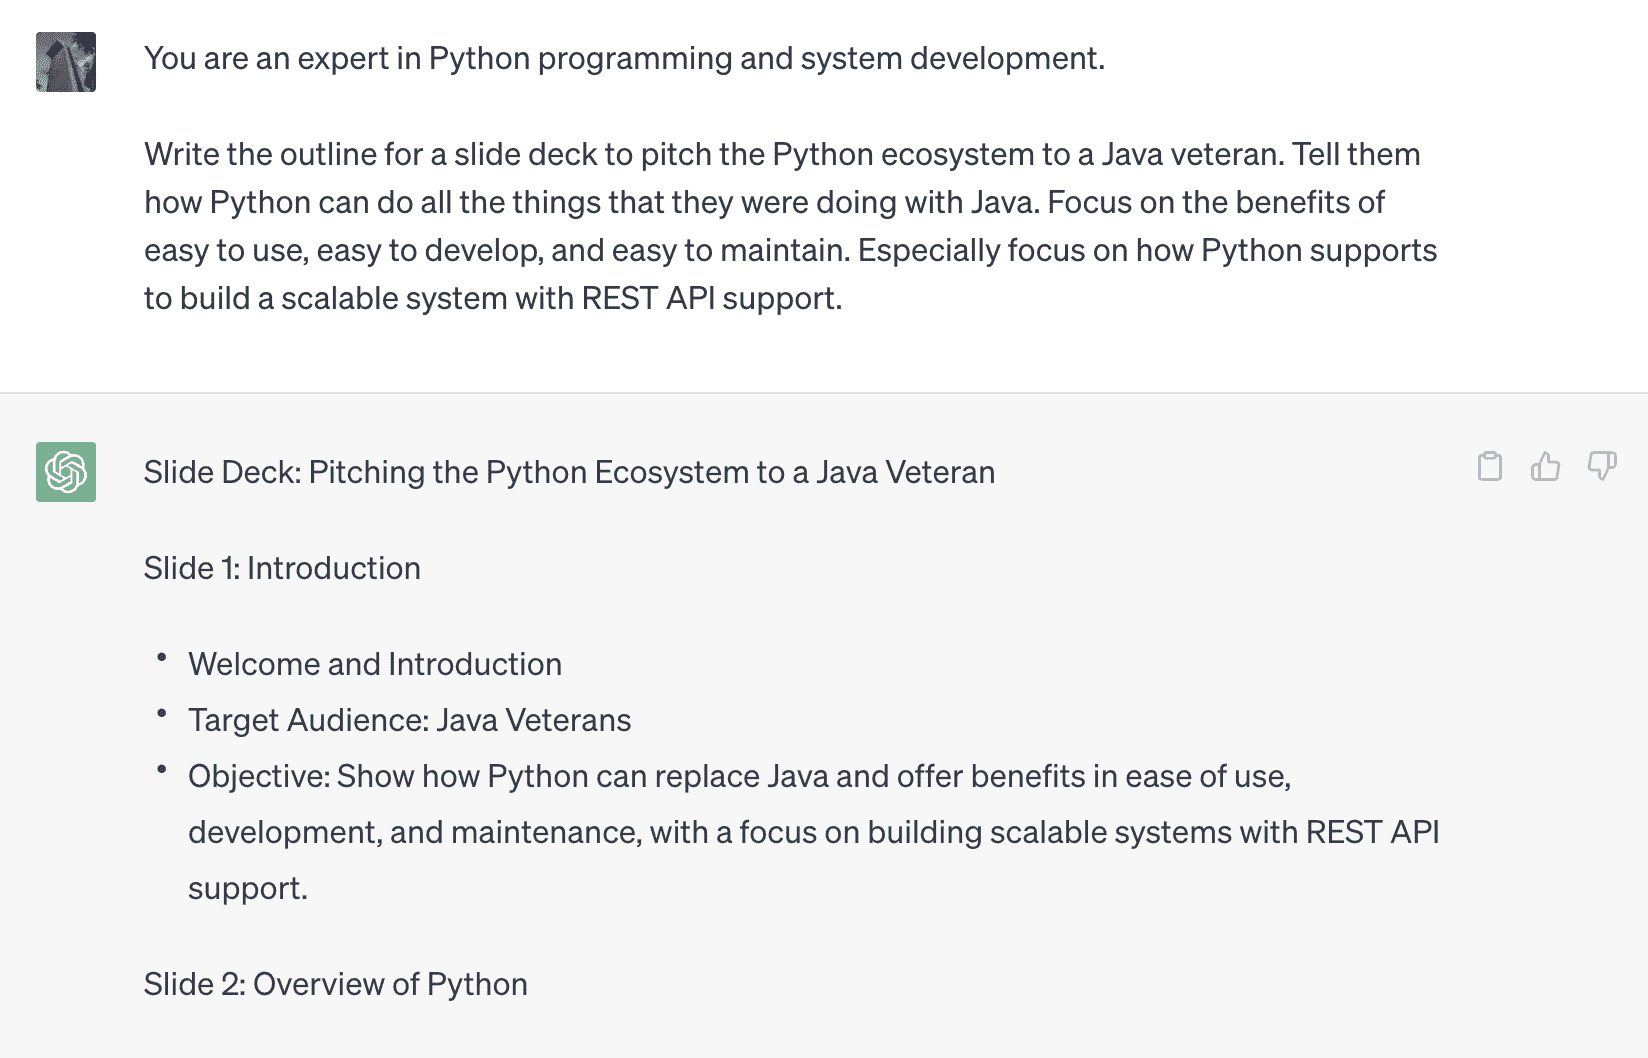 You are an expert in Python programming and system development.
Write the outline for a slide deck to pitch the Python ecosystem to a Java veteran. Tell them
how Python can do all the things that they were doing with Java. Focus on the benefits of
easy to use, easy to develop, and easy to maintain. Especially focus on how Python supports
to build a scalable system with REST API support.
Slide Deck: Pitching the Python Ecosystem to a Java Veteran
Slide 1: Introduction
• Welcome and Introduction
• Target Audience: Java Veterans
• Objective: Show how Python can replace Java and offer benefits in ease of use,
development, and maintenance, with a focus on building scalable systems with REST API
support.
Slide 2: Overview of Python